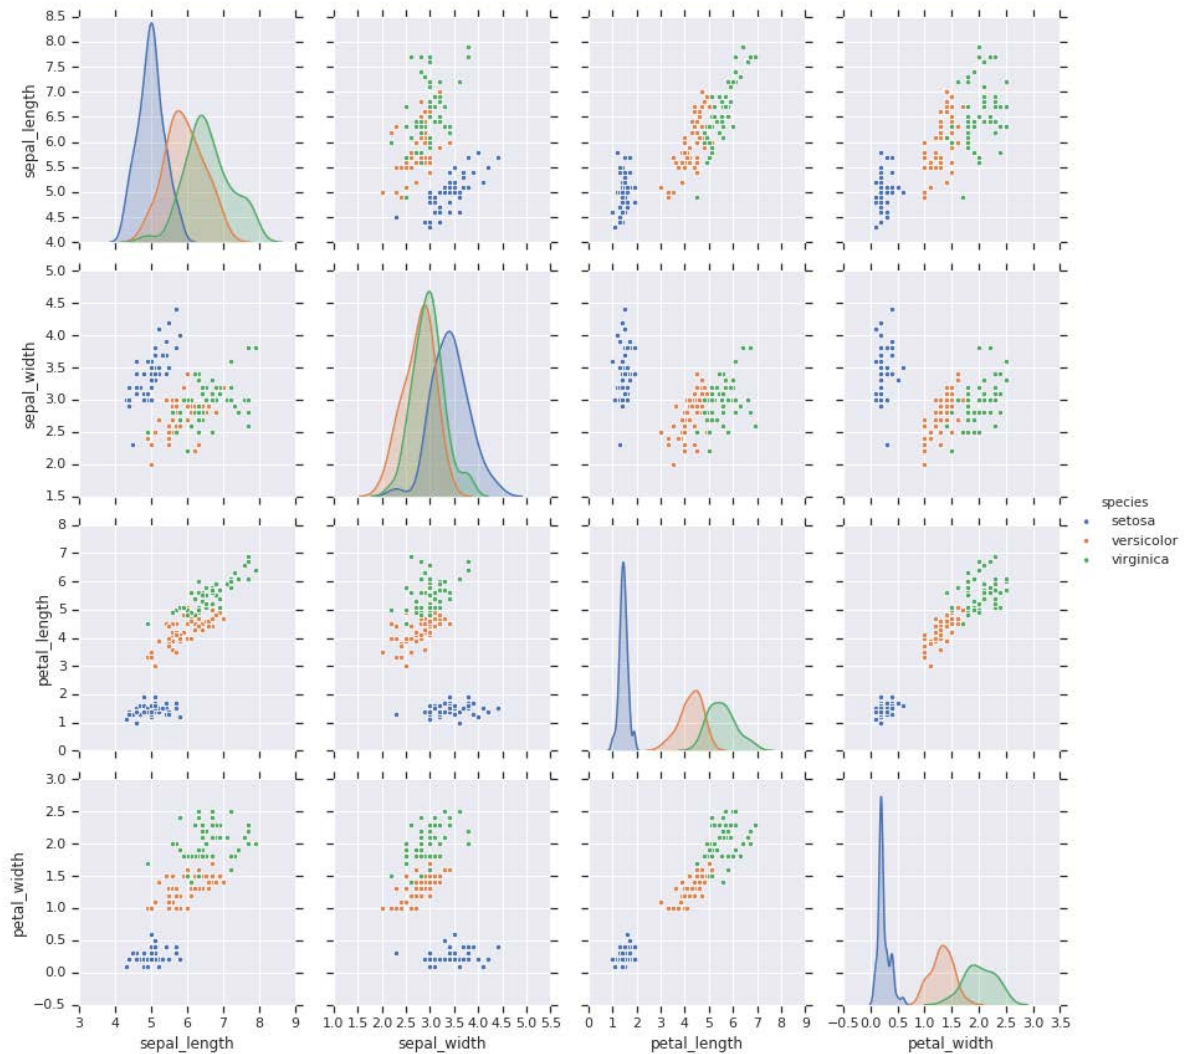 8.5
8.0
7.5
7.0
6.5
6.0
5.5
5.0
4.5
4.0
sepal_length
5.0
4.5
4.0
3.5
3.0
2.5
2.0
1.5
sepal_width
8
7
6
5
4
3
2
1
0
petal_length
3.0
2.5
2.0
1.5
1.0
0.5
0.0
−0.5
petal_width
3 4 5 6 7 8 9
sepal_length
1.0 1.5 2.0 2.5 3.0 3.5 4.0 4.5 5.0 5.5
sepal_width
0 1 2 3 4 5 6 7 8 9
petal_length
−0.5 0.0 0.5 1.0 1.5 2.0 2.5 3.0 3.5
petal_width
species
setosa
versicolor
virginica